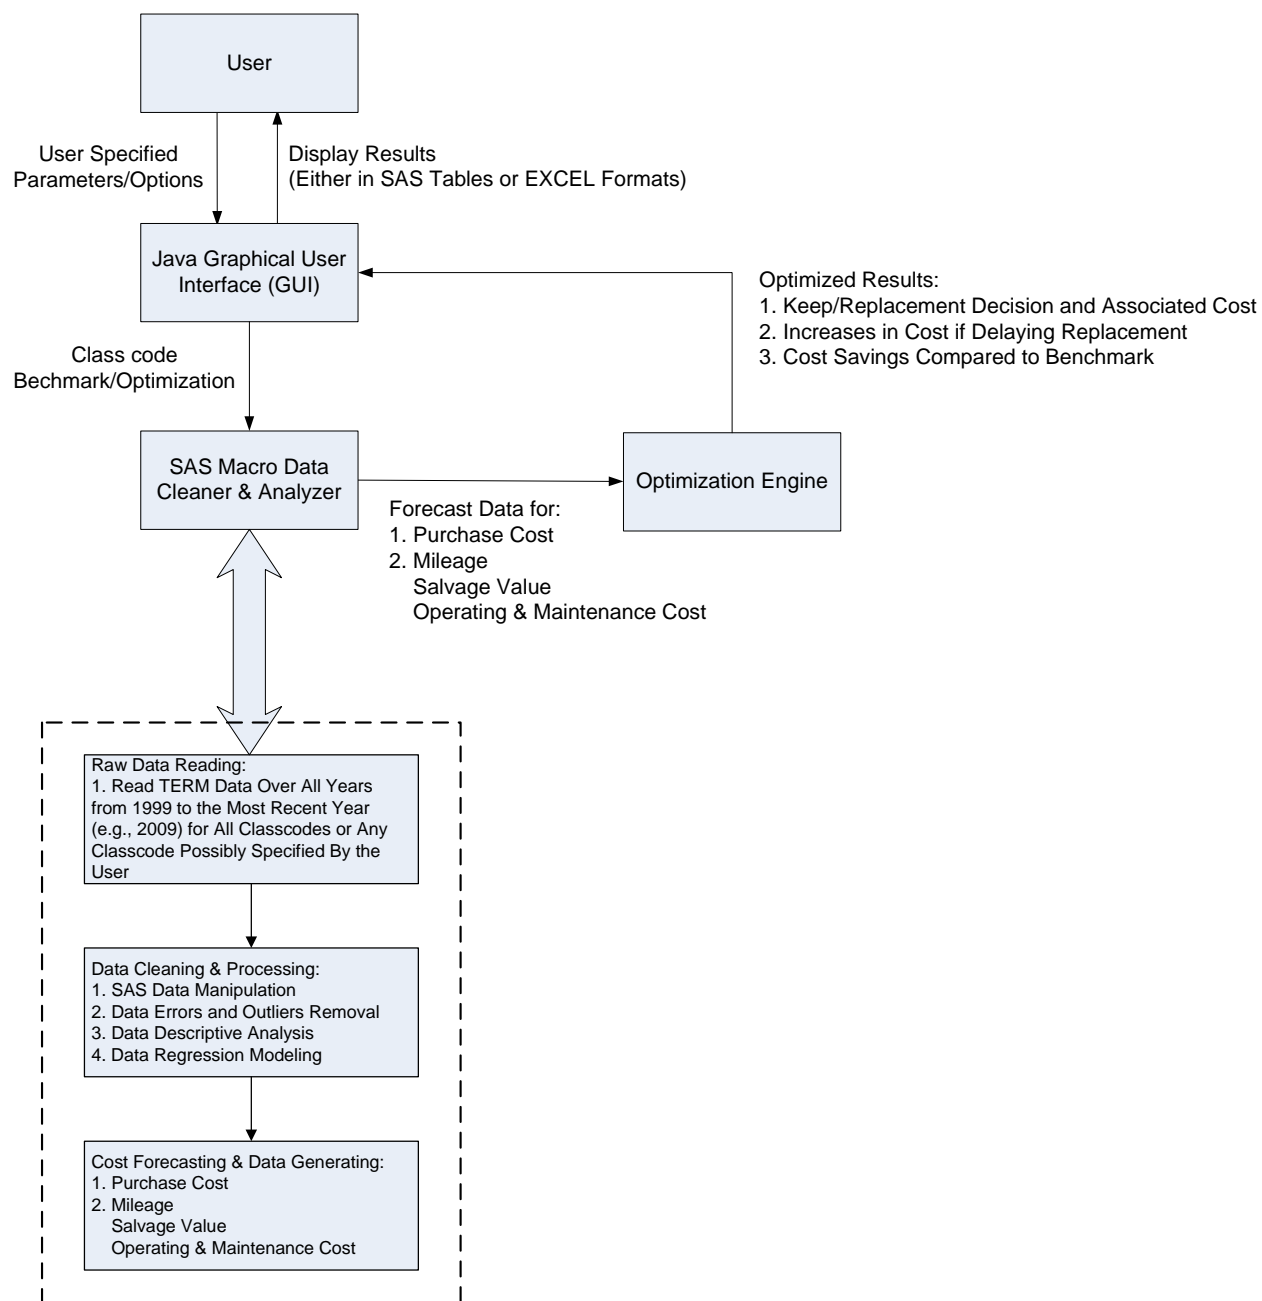 User
User Specified
Parameters/Options
Display Results
(Either in SAS Tables or EXCEL Formats)
Java Graphical User
Interface (GUI)
Optimized Results:
1. Keep/Replacement Decision and Associated Cost
2. Increases in Cost if Delaying Replacement
3. Cost Savings Compared to Benchmark
Class code
Bechmark/Optimization
SAS Macro Data
Cleaner & Analyzer
Optimization Engine
Forecast Data for:
1. Purchase Cost
2. Mileage
Salvage Value
Operating & Maintenance Cost
Raw Data Reading:
1. Read TERM Data Over All Years
from 1999 to the Most Recent Year
(e.g., 2009) for All Classcodes or Any
Classcode Possibly Specified By the
User
Data Cleaning & Processing:
1. SAS Data Manipulation
2. Data Errors and Outliers Removal
3. Data Descriptive Analysis
4. Data Regression Modeling
Cost Forecasting & Data Generating:
1. Purchase Cost
2. Mileage
Salvage Value
Operating & Maintenance Cost